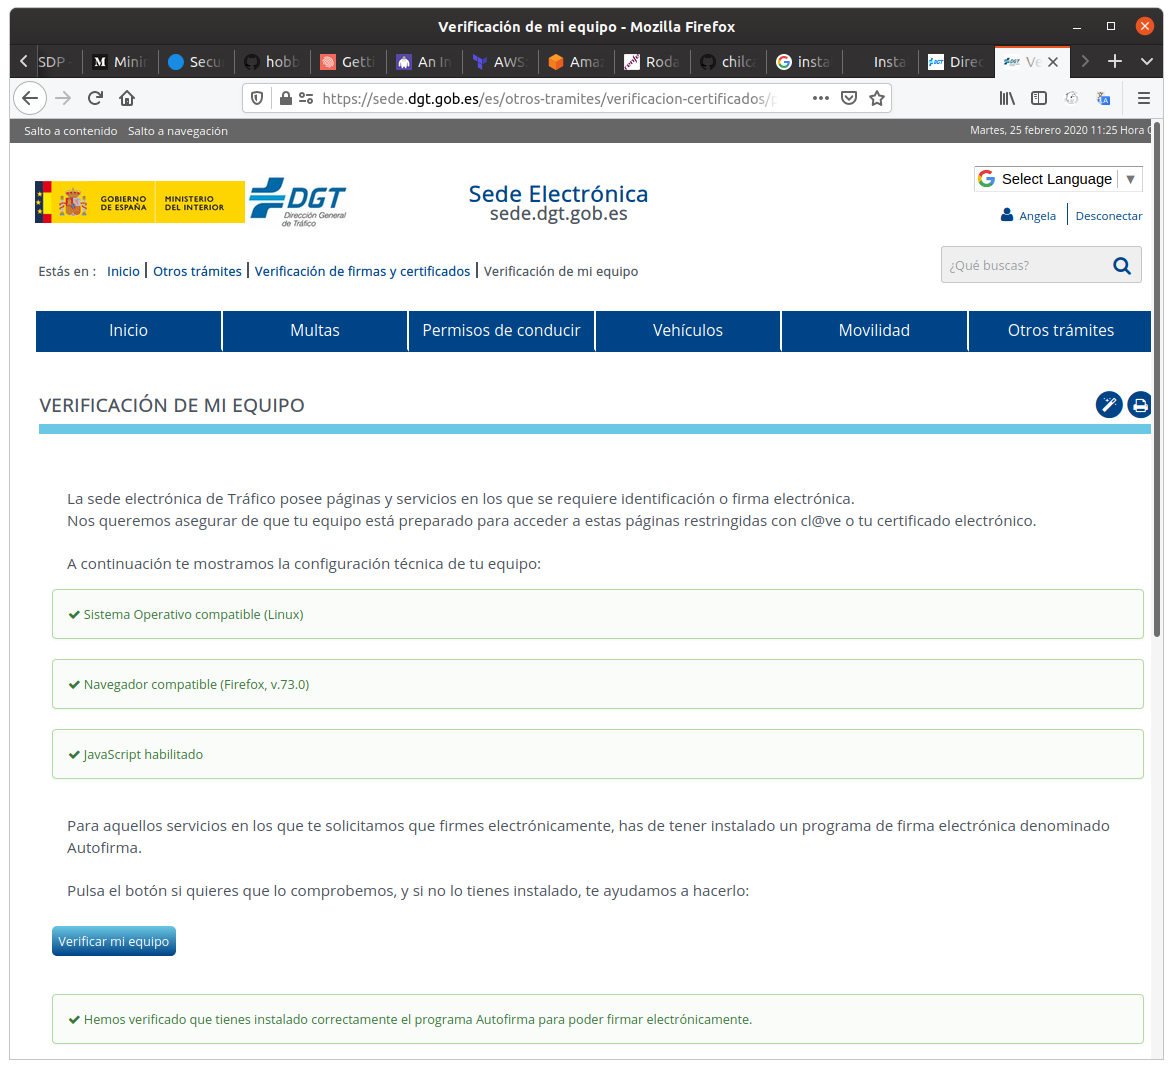 Verificación de mi equipo - Mozilla Firefox
SDP M Minin Secu hobb Getti An In AWS: Ama: Roda chilc insta Insta Direc Ve
https://sede.dgt.gob.es/es/otros-tramites/verificacion-certificados/
Salto a contenido Salto a navegación Martes, 25 febrero 2020 11:25 Hora
Select Language
GOBIERNO DE ESPAÑA
MINISTERIO DEL INTERIOR
DGT
Dirección General de Tráfico
Sede Electrónica
sede.dgt.gob.es
Angela Desconectar
Estás en : Inicio Otros trámites Verificación de firmas y certificados Verificación de mi equipo
¿Qué buscas?
Inicio Multas Permisos de conducir Vehículos Movilidad Otros trámites
VERIFICACIÓN DE MI EQUIPO
La sede electrónica de Tráfico posee páginas y servicios en los que se requiere identificación o firma electrónica.
Nos queremos asegurar de que tu equipo está preparado para acceder a estas páginas restringidas con cl@ve o tu certificado electrónico.
A continuación te mostramos la configuración técnica de tu equipo:
Sistema Operativo compatible (Linux)
Navegador compatible (Firefox, v.73.0)
JavaScript habilitado
Para aquellos servicios en los que te solicitamos que firmes electrónicamente, has de tener instalado un programa de firma electrónica denominado
Autofirma.
Pulsa el botón si quieres que lo comprobemos, y si no lo tienes instalado, te ayudamos a hacerlo:
Verificar mi equipo
Hemos verificado que tienes instalado correctamente el programa Autofirma para poder firmar electrónicamente.